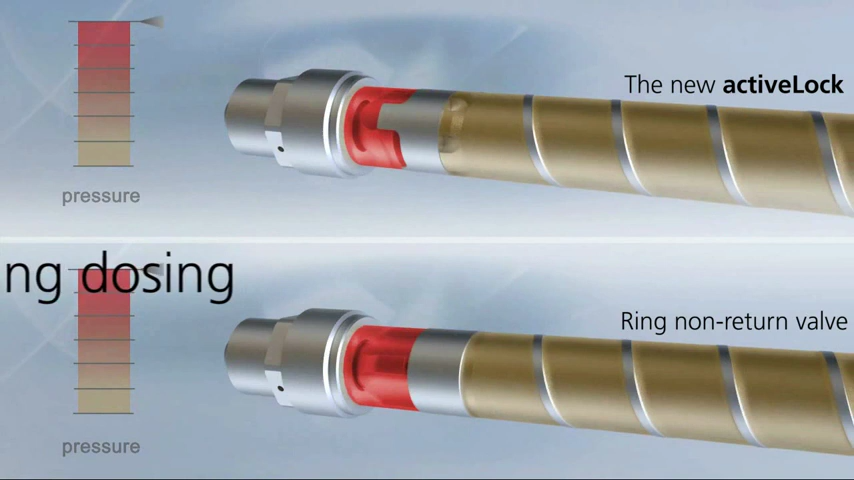 The new activeLock
pressure
ng dosing
Ring non-return valve
pressure